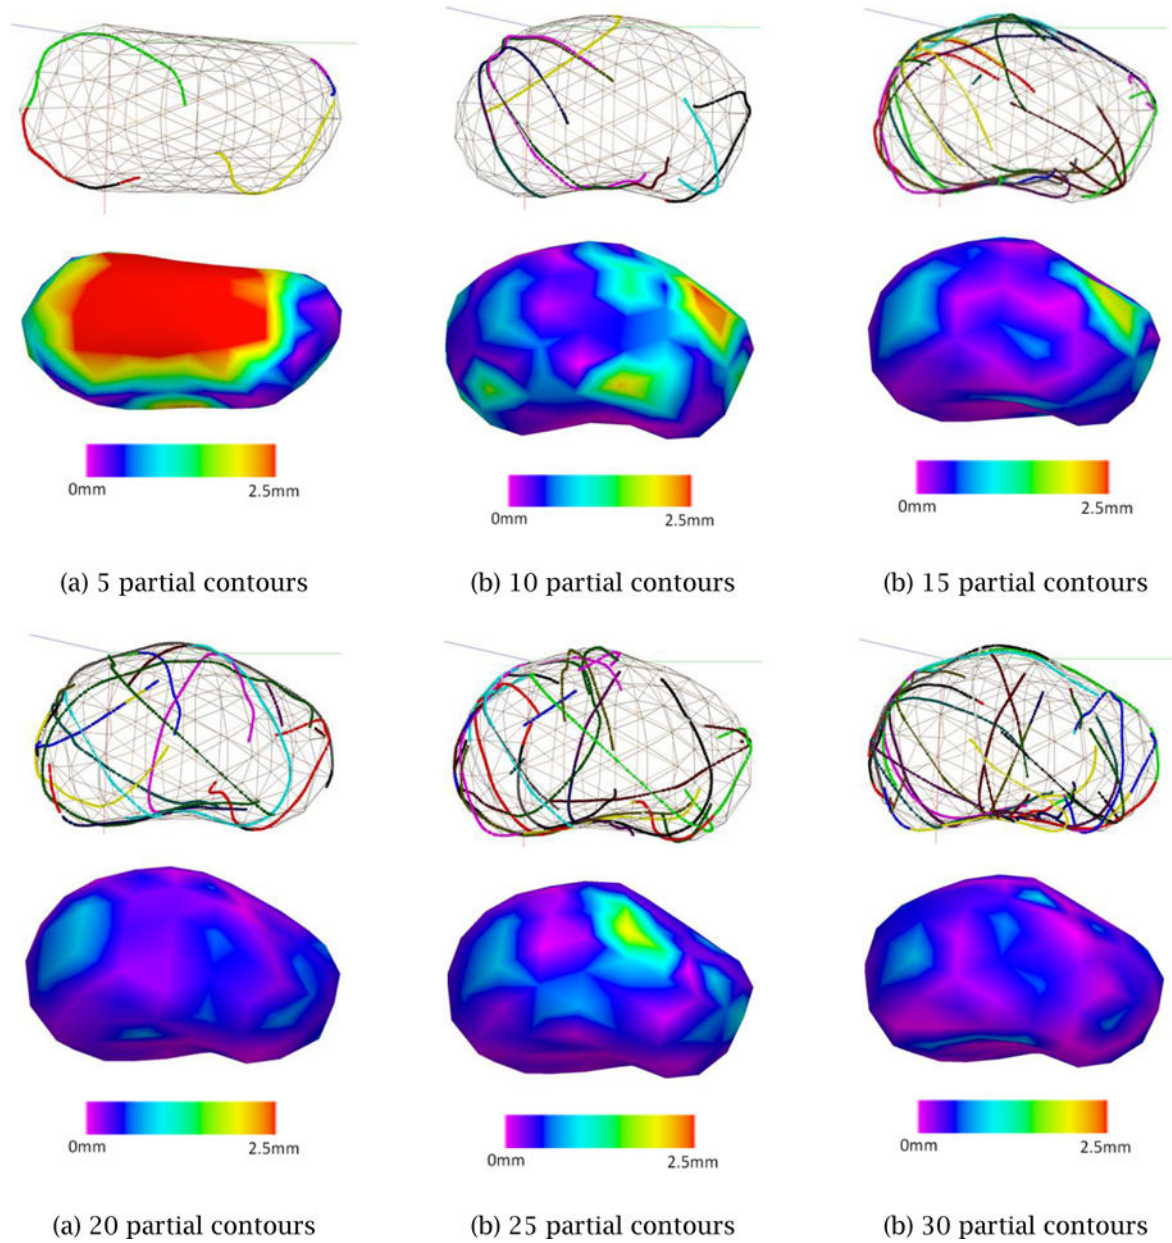 0mm 2.5mm
0mm 2.5mm
0mm 2.5mm
(a) 5 partial contours
(b) 10 partial contours
(b) 15 partial contours
0mm 2.5mm
0mm 2.5mm
0mm 2.5mm
(a) 20 partial contours
(b) 25 partial contours
(b) 30 partial contours